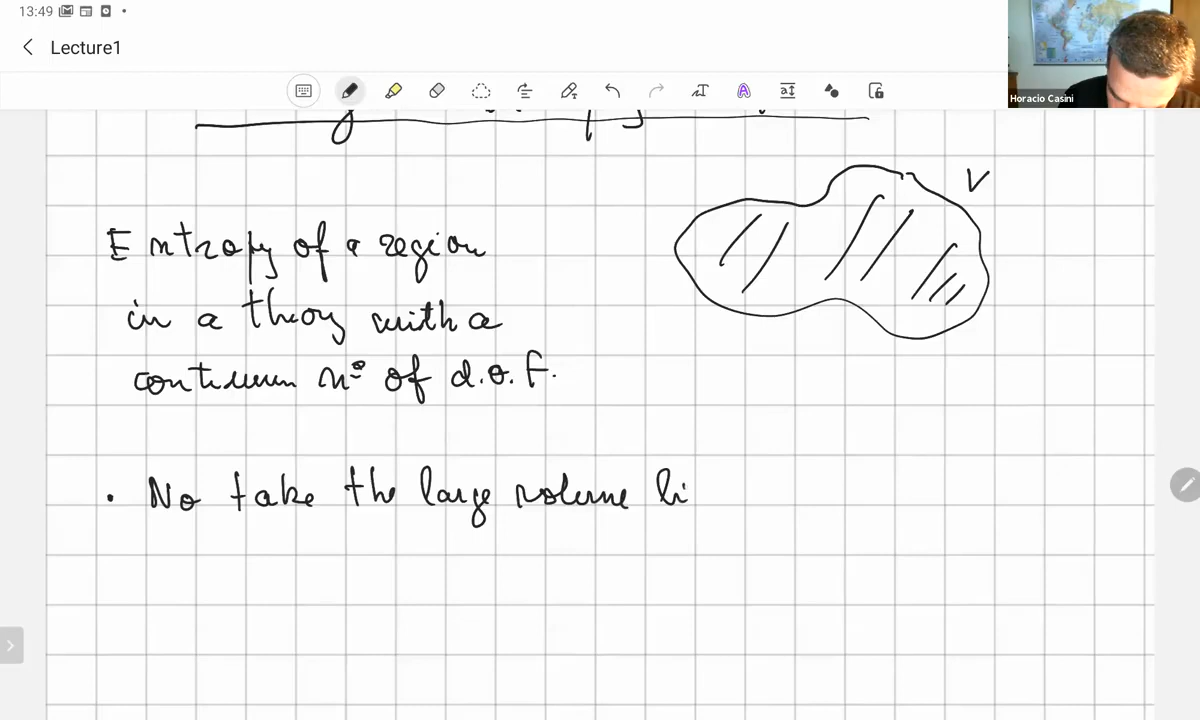 13:49
Lecture1
Horacio Casini
V
Entropy of a region
in a theory with a
continuum nº of d.o.f.
· No take the large volume li